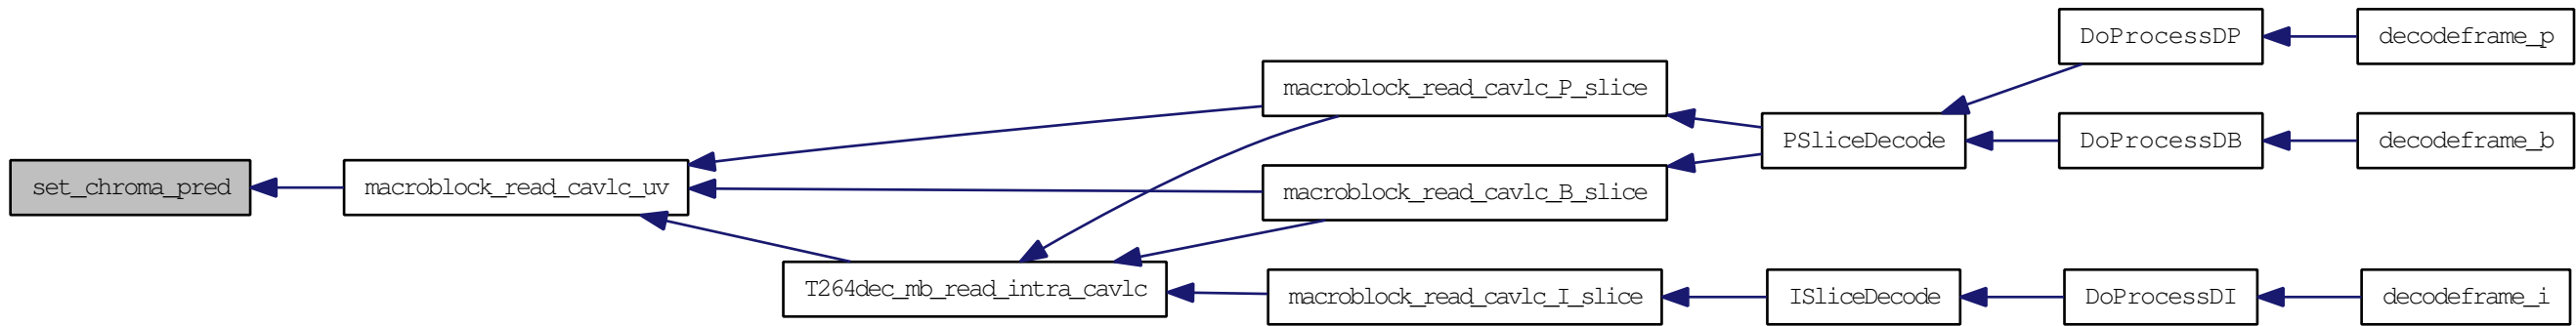 set_chroma_pred
macroblock_read_cavlc_uv
T264dec_mb_read_intra_cavlc
macroblock_read_cavlc_P_slice
macroblock_read_cavlc_B_slice
macroblock_read_cavlc_I_slice
PSliceDecode
ISliceDecode
DoProcessDP
DoProcessDB
DoProcessDI
decodeframe_p
decodeframe_b
decodeframe_i